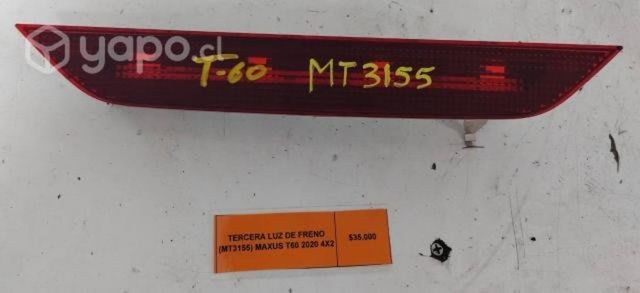 yapo.cl
T-60 MT3155
TERCERA LUZ DE FRENO
(MT3155) MAXUS T60 2020 4X2
$35.000